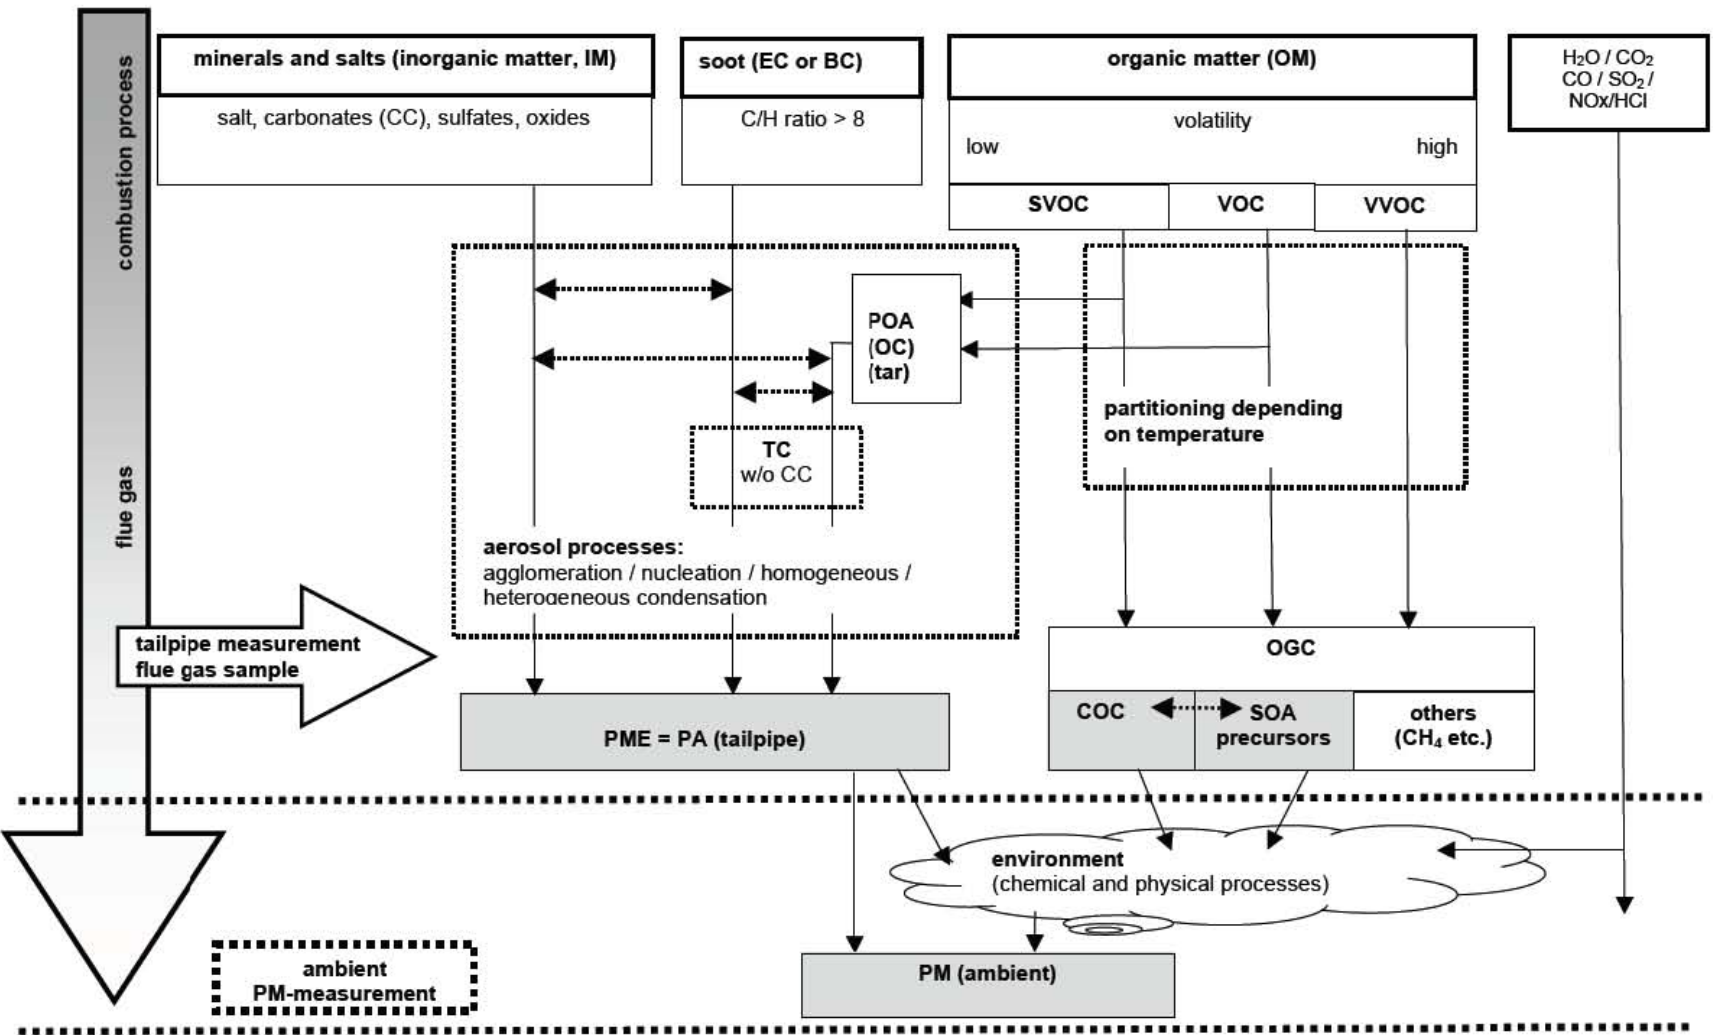 combustion process
flue gas
minerals and salts (inorganic matter, IM)
salt, carbonates (CC), sulfates, oxides
soot (EC or BC)
C/H ratio > 8
organic matter (OM)
volatility
low high
SVOC VOC VVOC
H₂O / CO₂
CO / SO₂ /
NOx/HCl
POA
(OC)
(tar)
partitioning depending
on temperature
TC
w/o CC
aerosol processes:
agglomeration / nucleation / homogeneous /
heterogeneous condensation
tailpipe measurement
flue gas sample
PME = PA (tailpipe)
OGC
COC
SOA
precursors
others
(CH₄ etc.)
environment
(chemical and physical processes)
ambient
PM-measurement
PM (ambient)